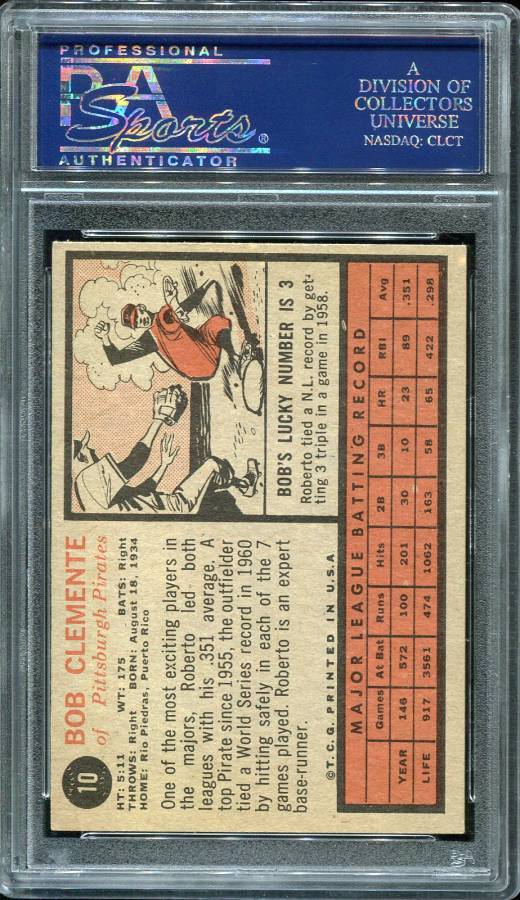 PROFESSIONAL
PSA
Sports®
AUTHENTICATOR
A
DIVISION OF
COLLECTORS
UNIVERSE
NASDAQ: CLCT
10
BOB CLEMENTE
of Pittsburgh Pirates
HT: 5:11 WT: 175 BATS: Right
THROWS: Right BORN: August 18, 1934
HOME: Rio Piedras, Puerto Rico
One of the most exciting players in
the majors, Roberto led both
leagues with his .351 average. A
top Pirate since 1955, the outfielder
tied a World Series record in 1960
by hitting safely in each of the 7
games played. Roberto is an expert
base-runner.
BOB'S LUCKY NUMBER IS 3
Roberto tied a N.L. record by get-
ting 3 triple in a game in 1958.
© T.C.G. PRINTED IN U.S.A
MAJOR LEAGUE BATTING RECORD
Games At Bat Runs Hits 2B 3B HR RBI Avg
YEAR 146 572 100 201 30 10 23 89 .351
LIFE 917 3561 474 1062 163 58 65 422 .298